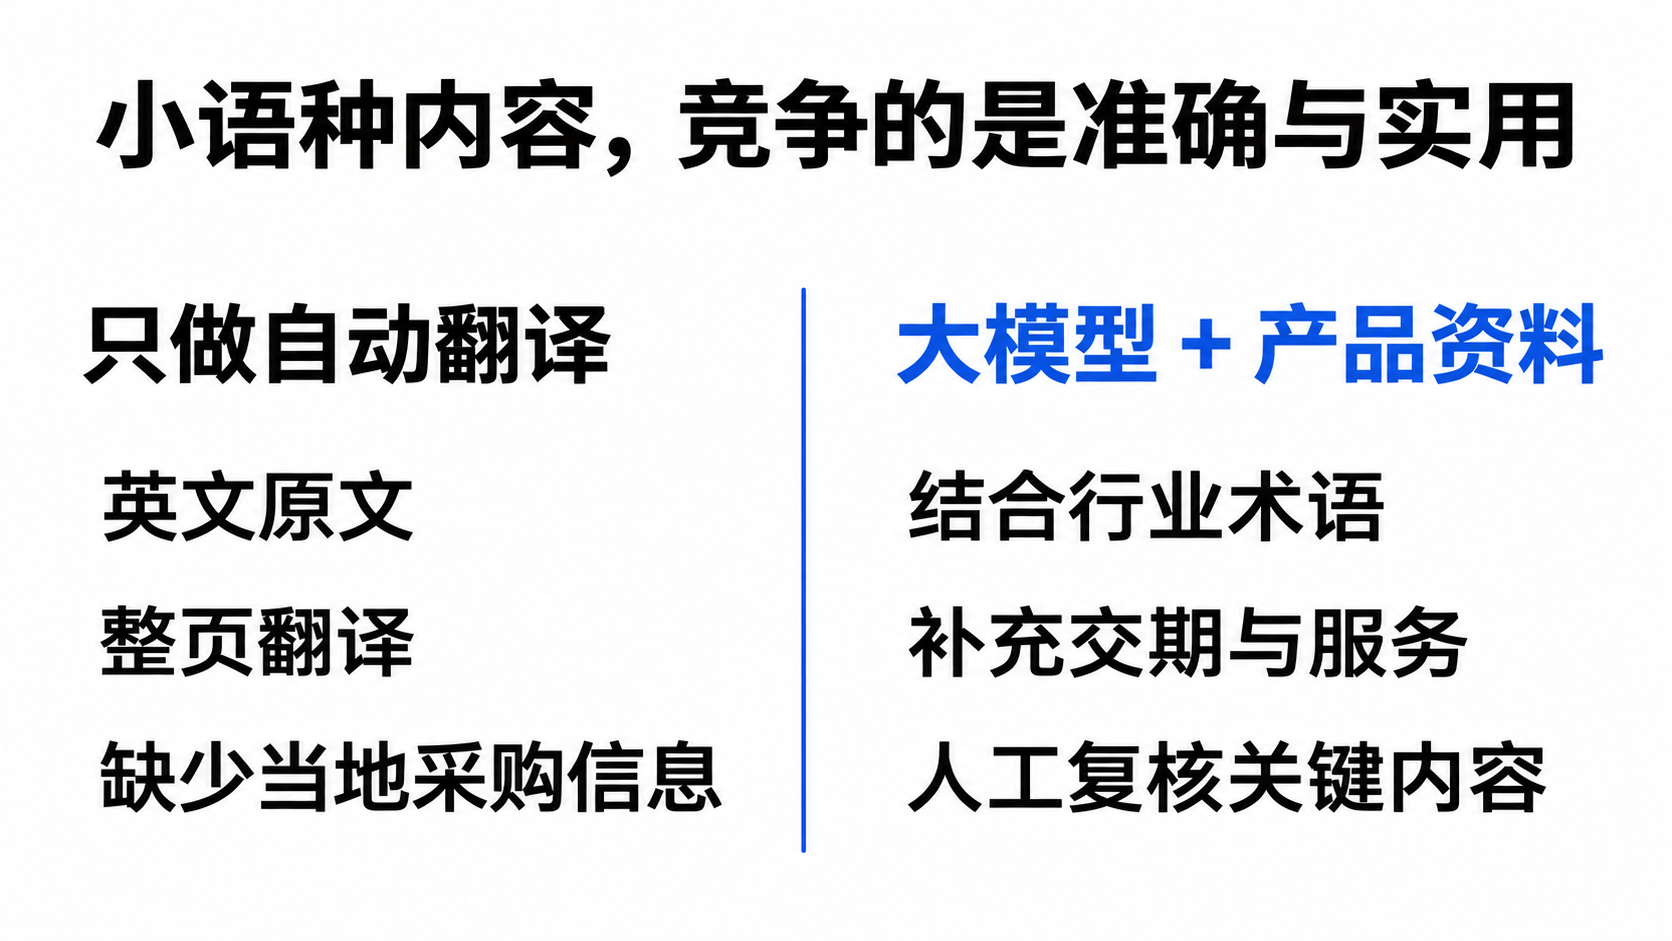 小语种内容，竞争的是准确与实用
只做自动翻译
英文原文
整页翻译
缺少当地采购信息
大模型 + 产品资料
结合行业术语
补充交期与服务
人工复核关键内容